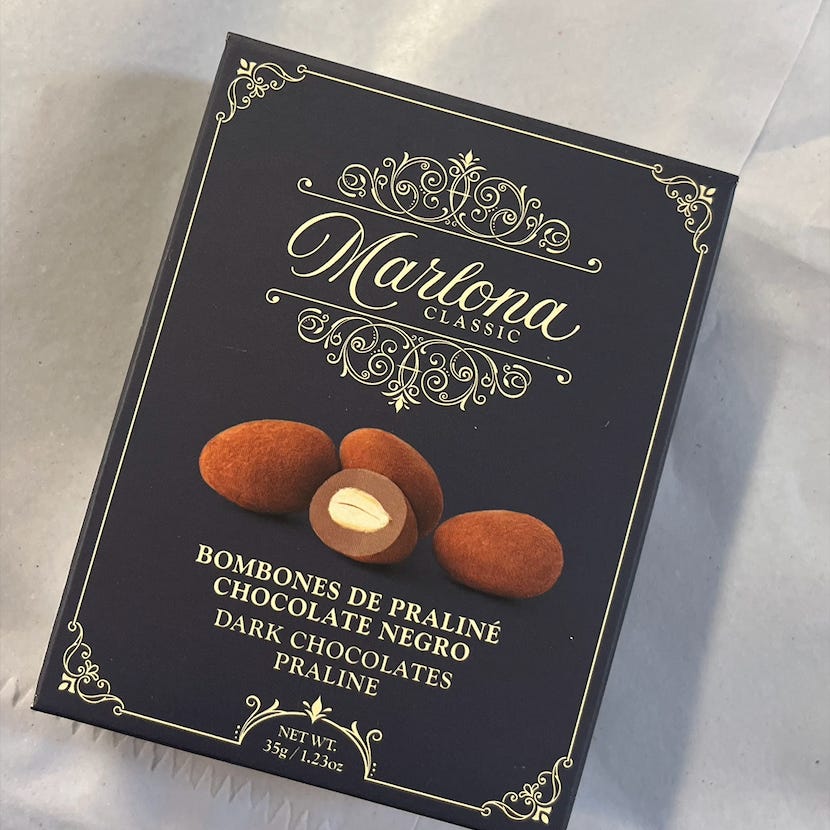 Marlona
CLASSIC
BOMBONES DE PRALINÉ
CHOCOLATE NEGRO
DARK CHOCOLATES
PRALINE
NET WT.
35g / 1.23oz